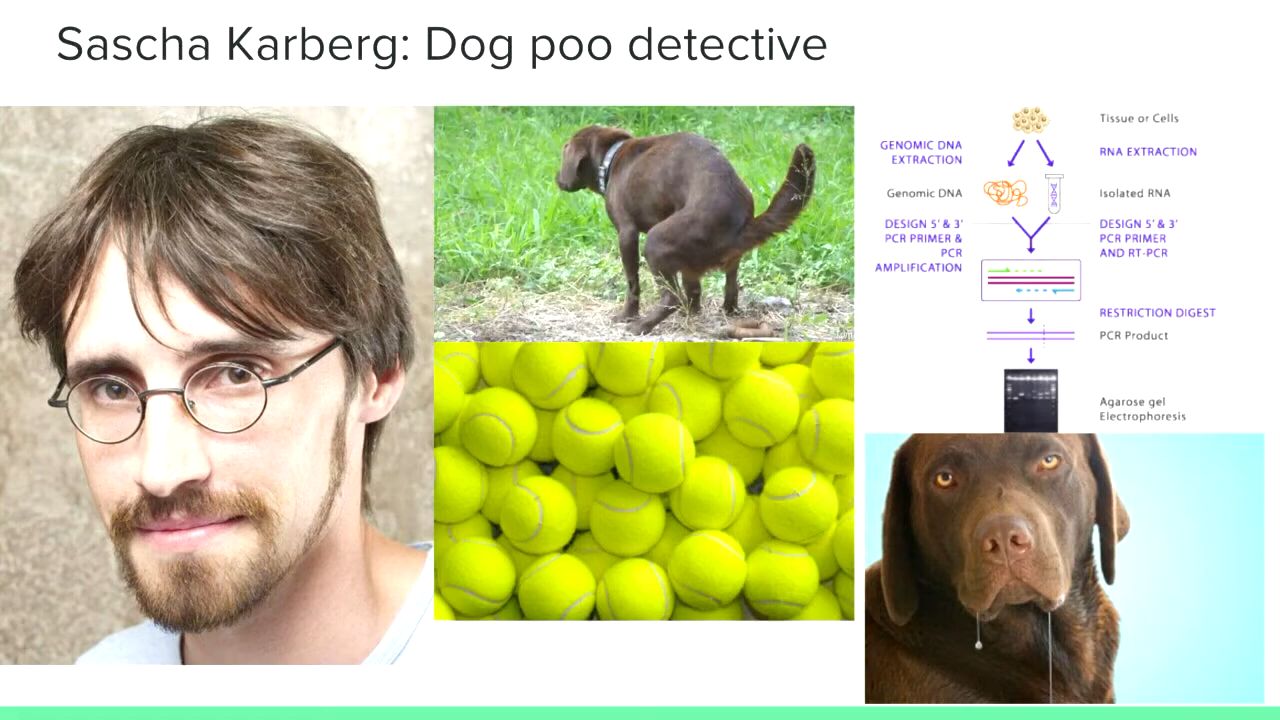 Sascha Karberg: Dog poo detective
Tissue or Cells
GENOMIC DNA
EXTRACTION
RNA EXTRACTION
Genomic DNA
Isolated RNA
DESIGN 5' & 3'
PCR PRIMER &
PCR
AMPLIFICATION
DESIGN 5' & 3'
PCR PRIMER
AND RT-PCR
RESTRICTION DIGEST
PCR Product
Agarose gel
Electrophoresis